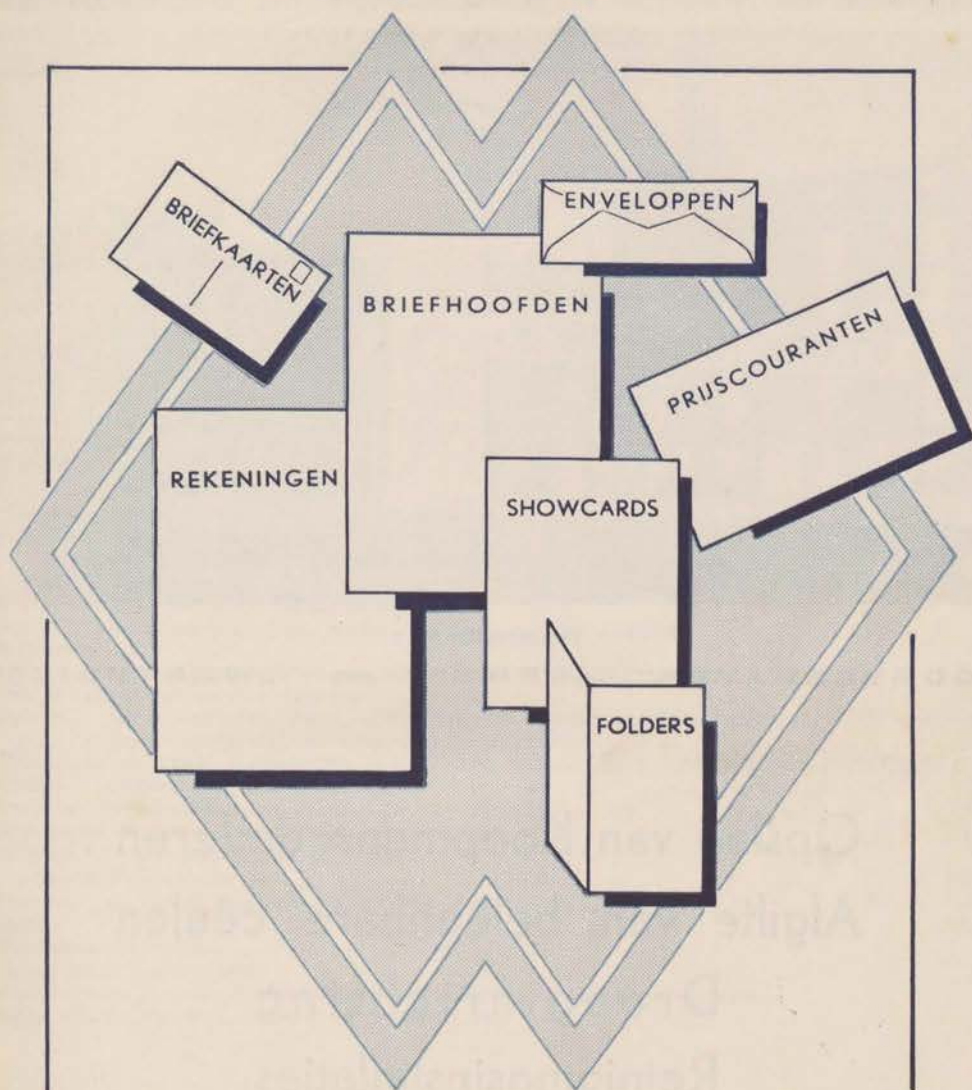 BRIEFKAARTEN
ENVELOPPEN
BRIEFHOOFDEN
PRIJSCOURANTEN
REKENINGEN
SHOWCARDS
FOLDERS